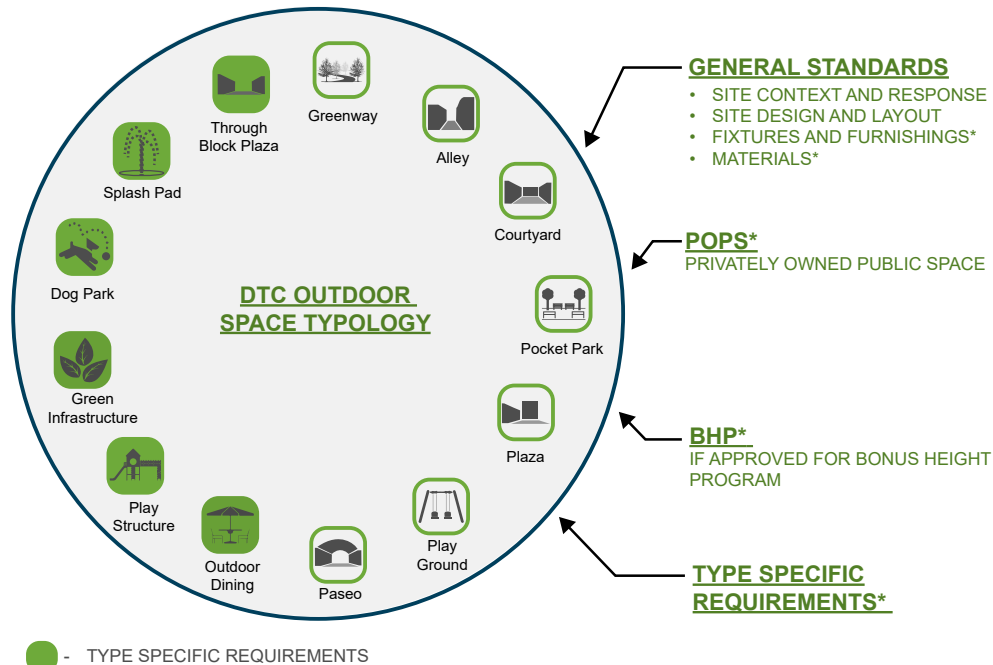 DTC OUTDOOR
SPACE TYPOLOGY
Greenway
Alley
Courtyard
Pocket Park
Plaza
Play
Ground
Paseo
Outdoor
Dining
Play
Structure
Green
Infrastructure
Dog Park
Splash Pad
Through
Block Plaza
GENERAL STANDARDS
• SITE CONTEXT AND RESPONSE
• SITE DESIGN AND LAYOUT
• FIXTURES AND FURNISHINGS*
• MATERIALS*
POPS*
PRIVATELY OWNED PUBLIC SPACE
BHP*
IF APPROVED FOR BONUS HEIGHT
PROGRAM
TYPE SPECIFIC
REQUIREMENTS*
- TYPE SPECIFIC REQUIREMENTS